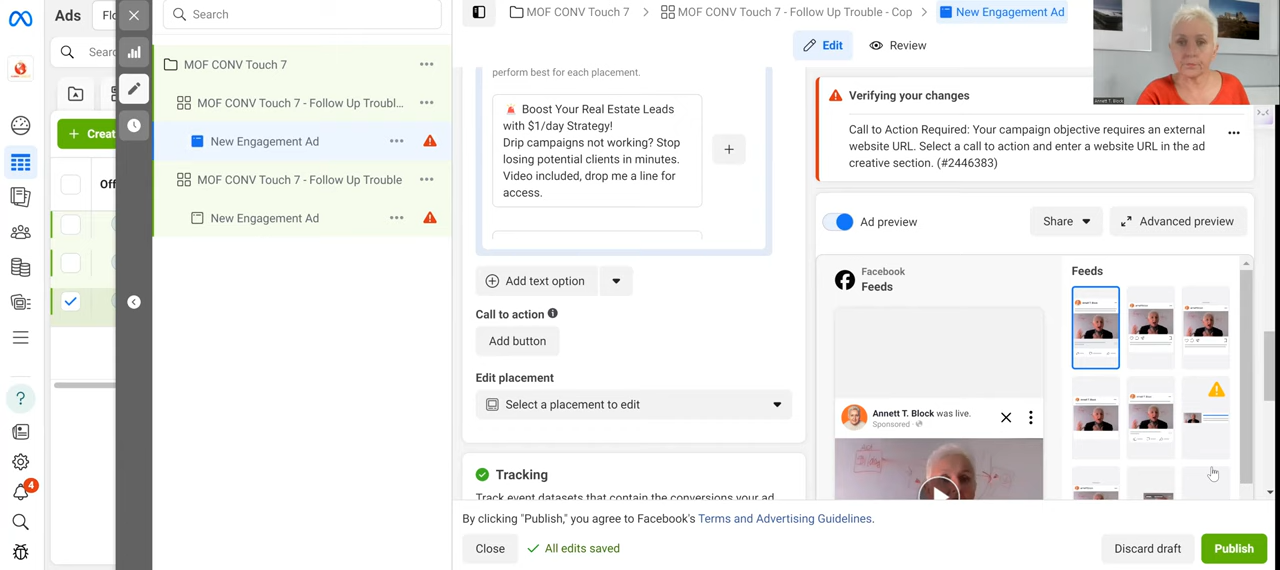 Ads
Flo
Search
MOF CONV Touch 7
MOF CONV Touch 7 - Follow Up Trouble - Cop
New Engagement Ad
Edit
Review
Annett T. Block
Searc
MOF CONV Touch 7
MOF CONV Touch 7 - Follow Up Troubl...
New Engagement Ad
MOF CONV Touch 7 - Follow Up Trouble
New Engagement Ad
+ Creat
Off
4
perform best for each placement.
Boost Your Real Estate Leads
with $1/day Strategy!
Drip campaigns not working? Stop
losing potential clients in minutes.
Video included, drop me a line for
access.
Add text option
Call to action
Add button
Edit placement
Select a placement to edit
Tracking
Track event datasets that contain the conversions your ad
Verifying your changes
Call to Action Required: Your campaign objective requires an external
website URL. Select a call to action and enter a website URL in the ad
creative section. (#2446383)
Ad preview
Share
Advanced preview
Facebook
Feeds
Feeds
Annett T. Block was live.
Sponsored ·
By clicking "Publish," you agree to Facebook's Terms and Advertising Guidelines.
Close
All edits saved
Discard draft
Publish